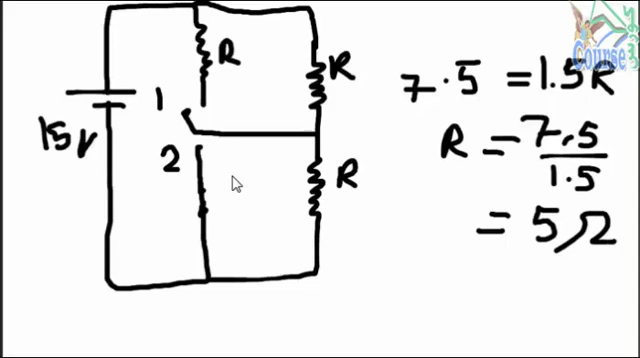 Course
R
R
1
15V
2
R
7.5 = 1.5R
R = 7.5
1.5
= 5Ω